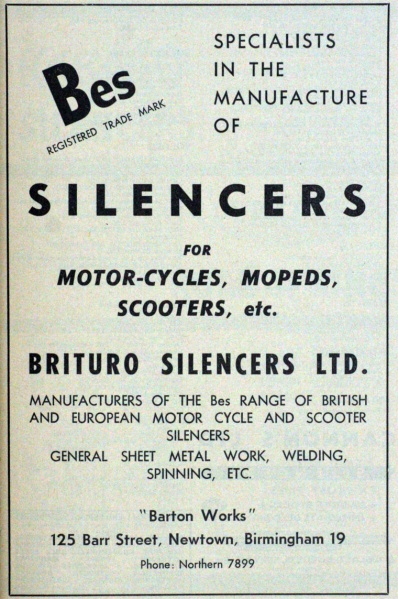 Bes
REGISTERED TRADE MARK
SPECIALISTS
IN THE
MANUFACTURE
OF
SILENCERS
FOR
MOTOR-CYCLES, MOPEDS,
SCOOTERS, etc.
BRITURO SILENCERS LTD.
MANUFACTURERS OF THE Bes RANGE OF BRITISH
AND EUROPEAN MOTOR CYCLE AND SCOOTER
SILENCERS
GENERAL SHEET METAL WORK, WELDING,
SPINNING, ETC.
"Barton Works"
125 Barr Street, Newtown, Birmingham 19
Phone: Northern 7899